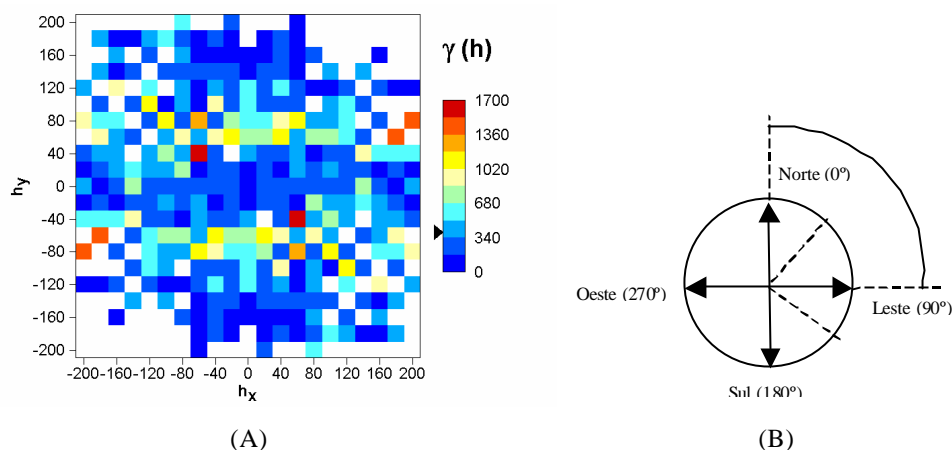 γ (h)
200
160
120
80
40
0
-40
-80
-120
-160
-200
hy
-200-160-120 -80 -40 0 40 80 120 160 200
hx
1700
1360
1020
680
340
0
(A)
Norte (0º)
Oeste (270º)
Leste (90º)
Sul (180º)
(B)